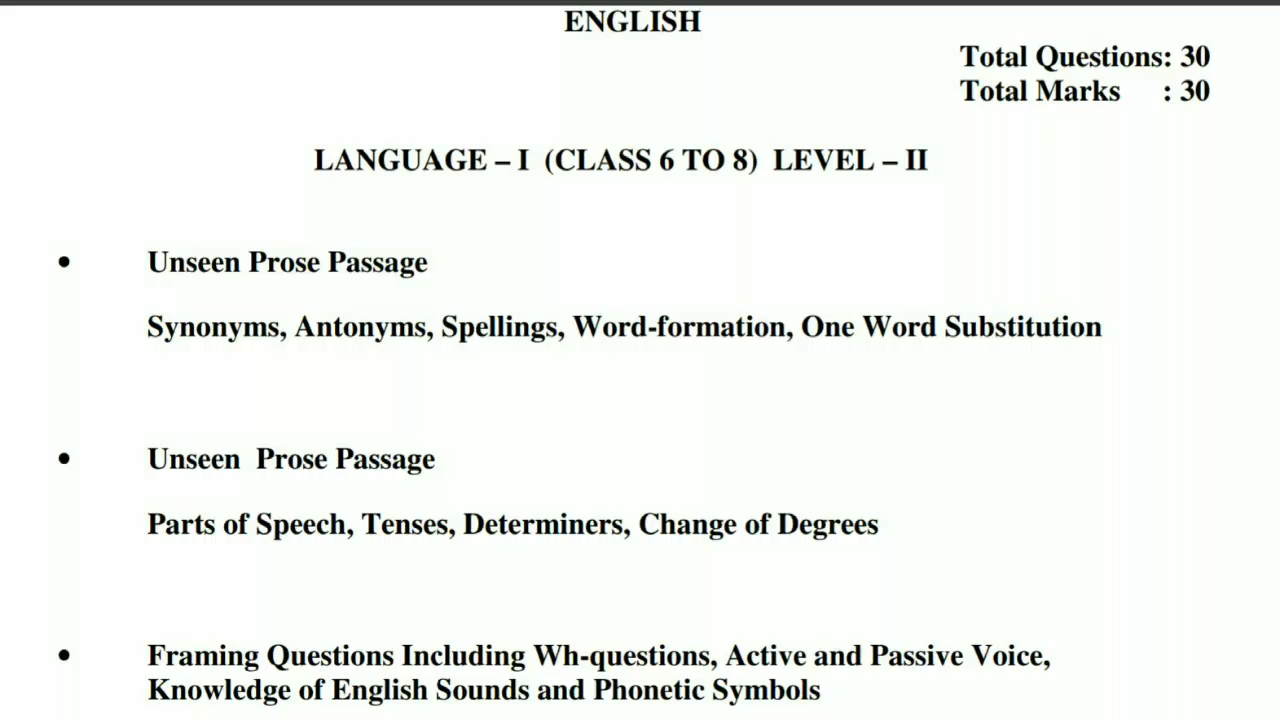 ENGLISH
Total Questions: 30
Total Marks : 30
LANGUAGE – I (CLASS 6 TO 8) LEVEL – II
• Unseen Prose Passage
Synonyms, Antonyms, Spellings, Word-formation, One Word Substitution
• Unseen Prose Passage
Parts of Speech, Tenses, Determiners, Change of Degrees
• Framing Questions Including Wh-questions, Active and Passive Voice,
Knowledge of English Sounds and Phonetic Symbols